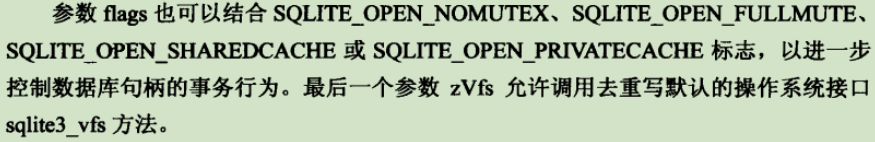 参数 flags 也可以结合 SQLITE_OPEN_NOMUTEX、SQLITE_OPEN_FULLMUTE、
SQLITE_OPEN_SHAREDCACHE 或 SQLITE_OPEN_PRIVATECACHE 标志，以进一步
控制数据库句柄的事务行为。最后一个参数 zVfs 允许调用去重写默认的操作系统接口
sqlite3_vfs 方法。